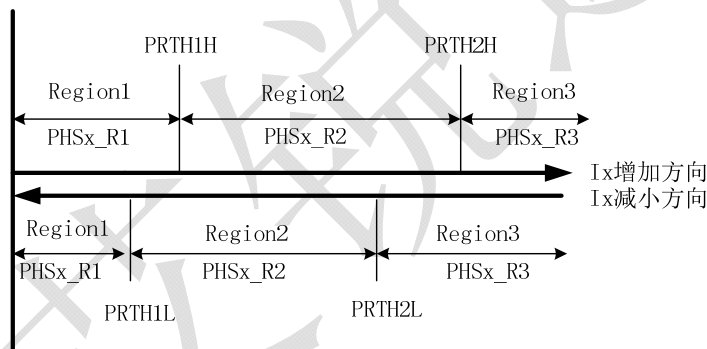 PRTH1H PRTH2H
Region1 Region2 Region3
PHSx_R1 PHSx_R2 PHSx_R3
Ix增加方向
Ix减小方向
Region1 Region2 Region3
PHSx_R1 PHSx_R2 PHSx_R3
PRTH1L PRTH2L